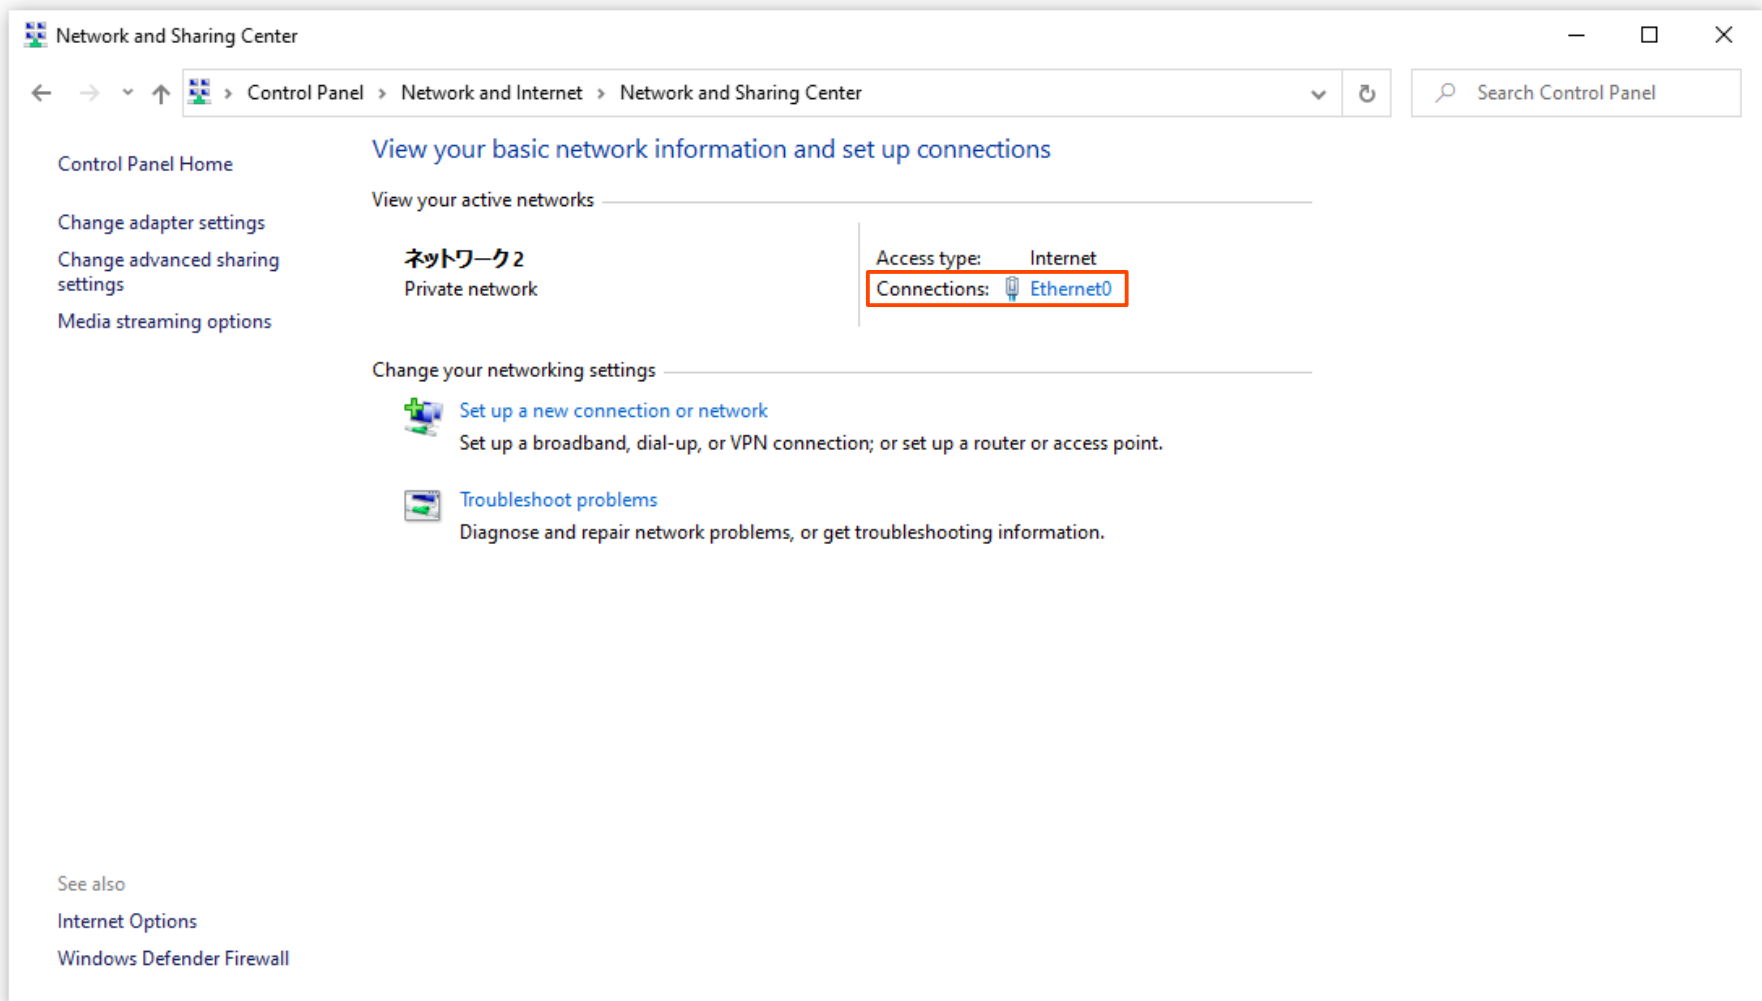 Network and Sharing Center
Control Panel > Network and Internet > Network and Sharing Center
Search Control Panel
Control Panel Home
Change adapter settings
Change advanced sharing
settings
Media streaming options
View your basic network information and set up connections
View your active networks
ネットワーク 2
Private network
Access type: Internet
Connections: Ethernet0
Change your networking settings
Set up a new connection or network
Set up a broadband, dial-up, or VPN connection; or set up a router or access point.
Troubleshoot problems
Diagnose and repair network problems, or get troubleshooting information.
See also
Internet Options
Windows Defender Firewall